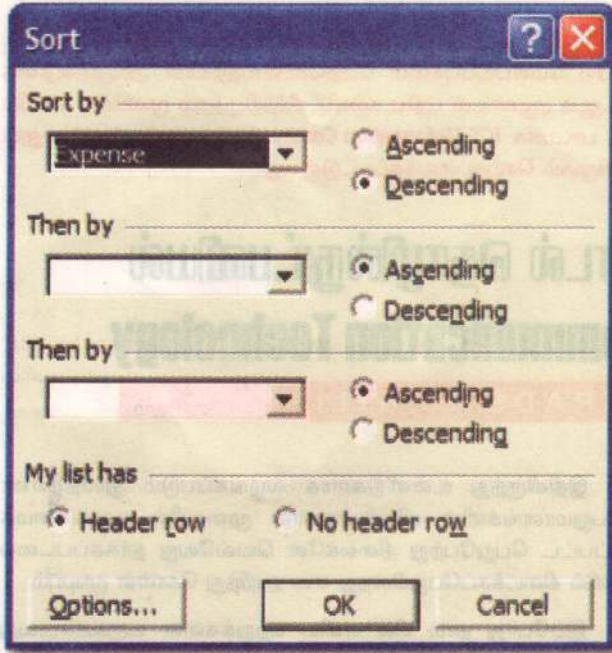 Sort
Sort by
Expense
Ascending
Descending
Then by
Ascending
Descending
Then by
Ascending
Descending
My list has
Header row
No header row
Options...
OK
Cancel